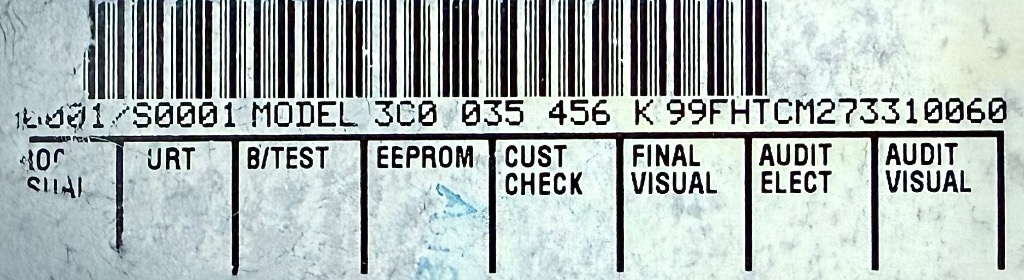 /S0001 MODEL 3C0 035 456 K 99FHTCM273310060
URT B/TEST EEPROM CUST CHECK FINAL VISUAL AUDIT ELECT AUDIT VISUAL